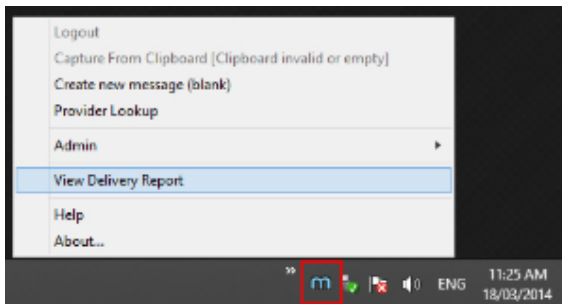 Logout
Capture From Clipboard [Clipboard invalid or empty]
Create new message (blank)
Provider Lookup
Admin
View Delivery Report
Help
About...
m ENG 11:25 AM
18/03/2014